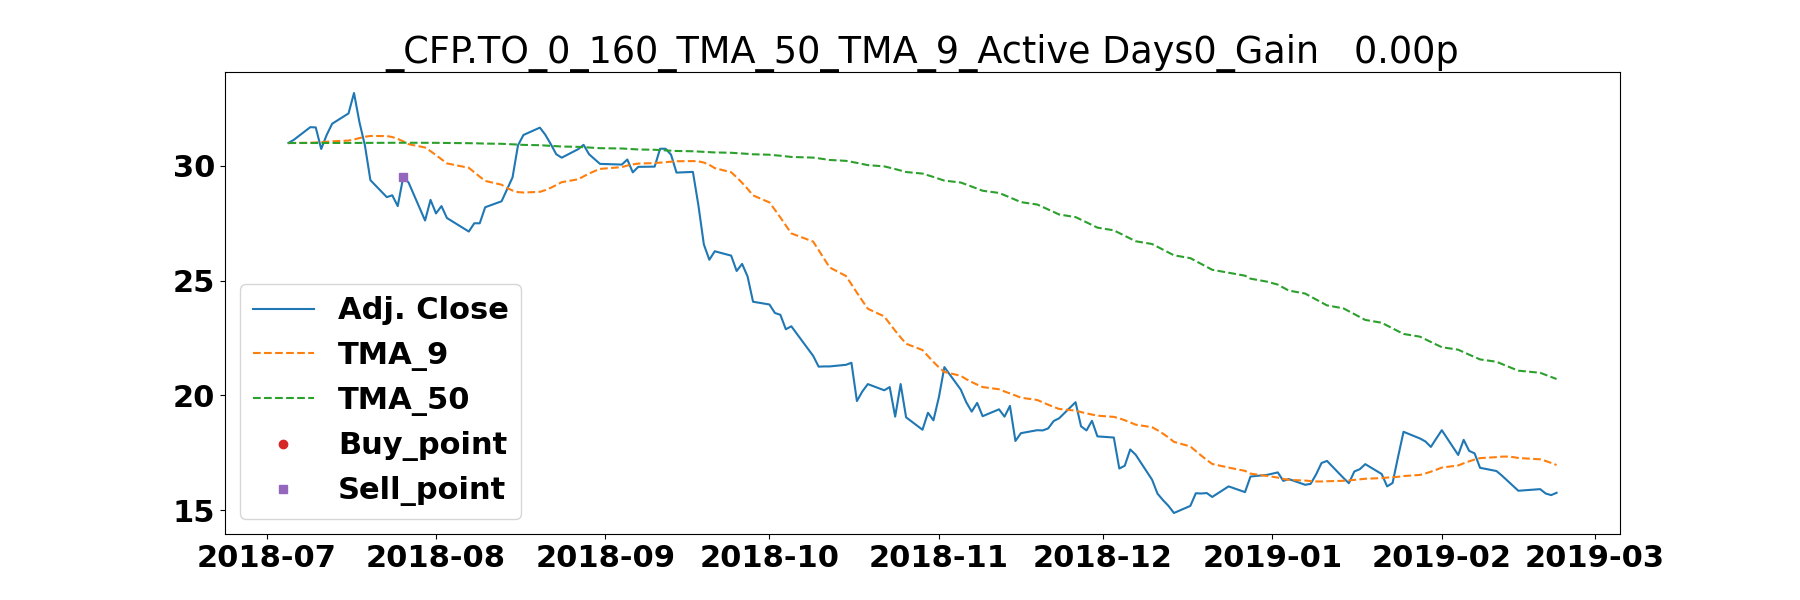 _CFP.TO_0_160_TMA_50_TMA_9_Active Days0_Gain   0.00p
30
25
20
15
Adj. Close
TMA_9
TMA_50
Buy_point
Sell_point
2018-07 2018-08 2018-09 2018-10 2018-11 2018-12 2019-01 2019-02 2019-03